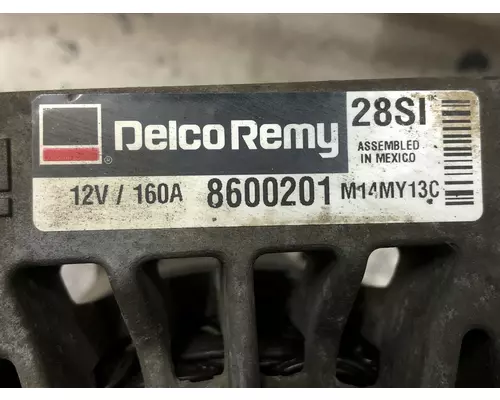 Delco Remy
®
28SI
ASSEMBLED
IN MEXICO
12V / 160A 8600201 M14MY13C